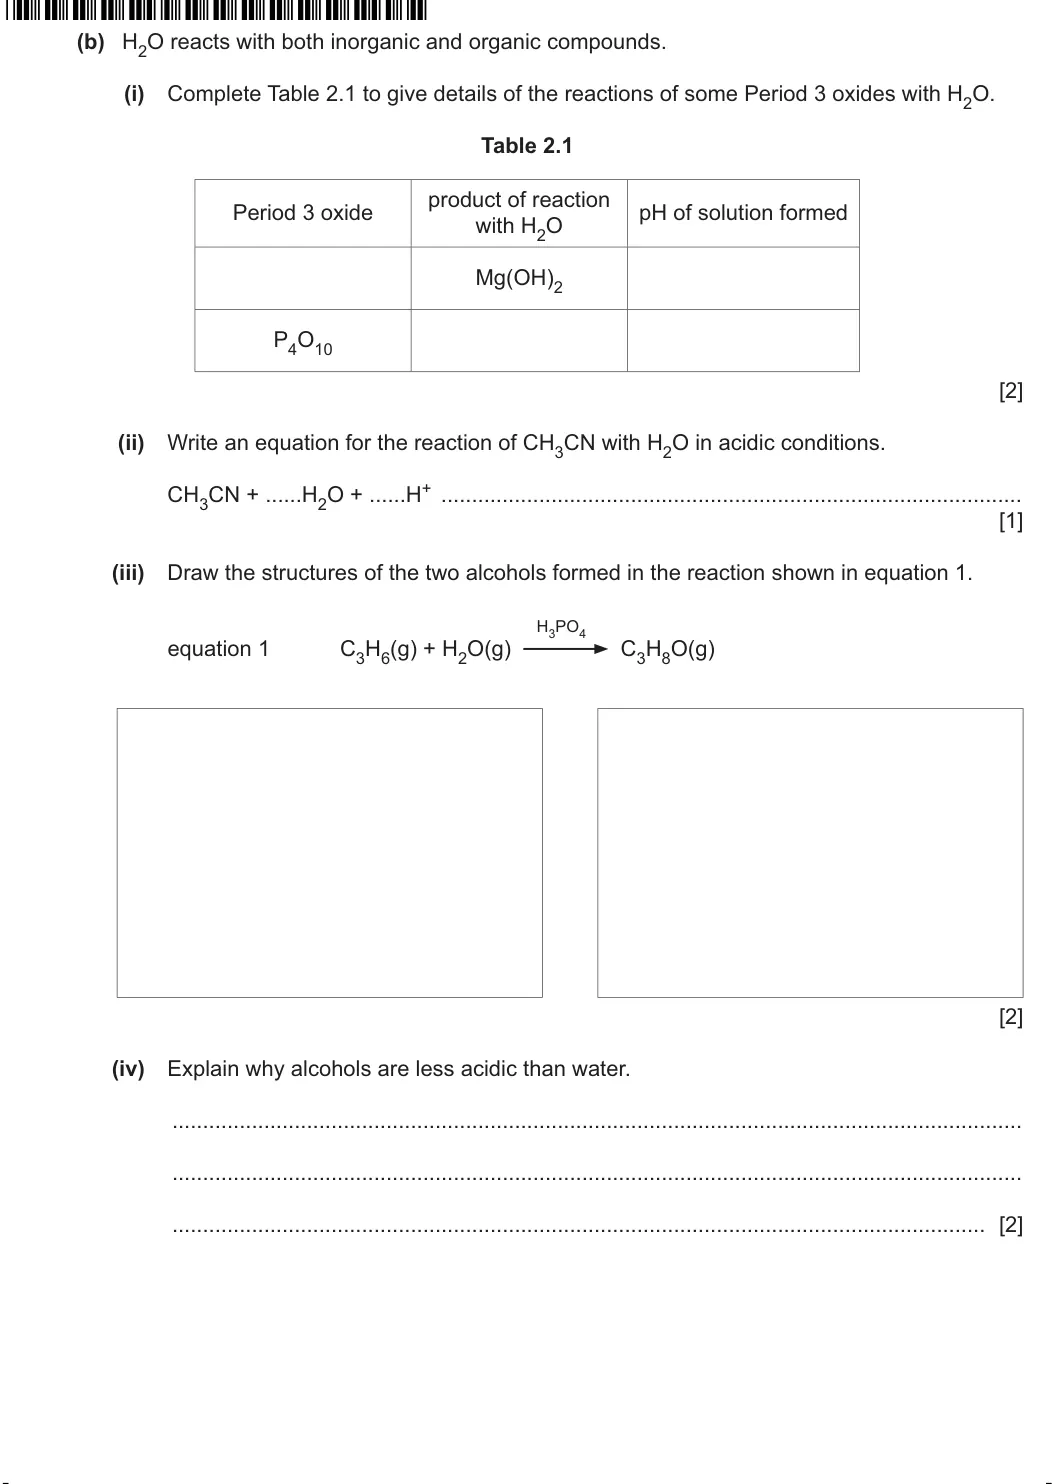 (b) H2O reacts with both inorganic and organic compounds.
(i) Complete Table 2.1 to give details of the reactions of some Period 3 oxides with H2O.
Table 2.1
Period 3 oxide product of reaction with H2O pH of solution formed
Mg(OH)2
P4O10
[2]
(ii) Write an equation for the reaction of CH3CN with H2O in acidic conditions.
CH3CN + ......H2O + ......H+ ................................................................................................
[1]
(iii) Draw the structures of the two alcohols formed in the reaction shown in equation 1.
H3PO4
equation 1 C3H6(g) + H2O(g) → C3H8O(g)
[2]
(iv) Explain why alcohols are less acidic than water.
............................................................................................................................................
............................................................................................................................................
...................................................................................................................................... [2]